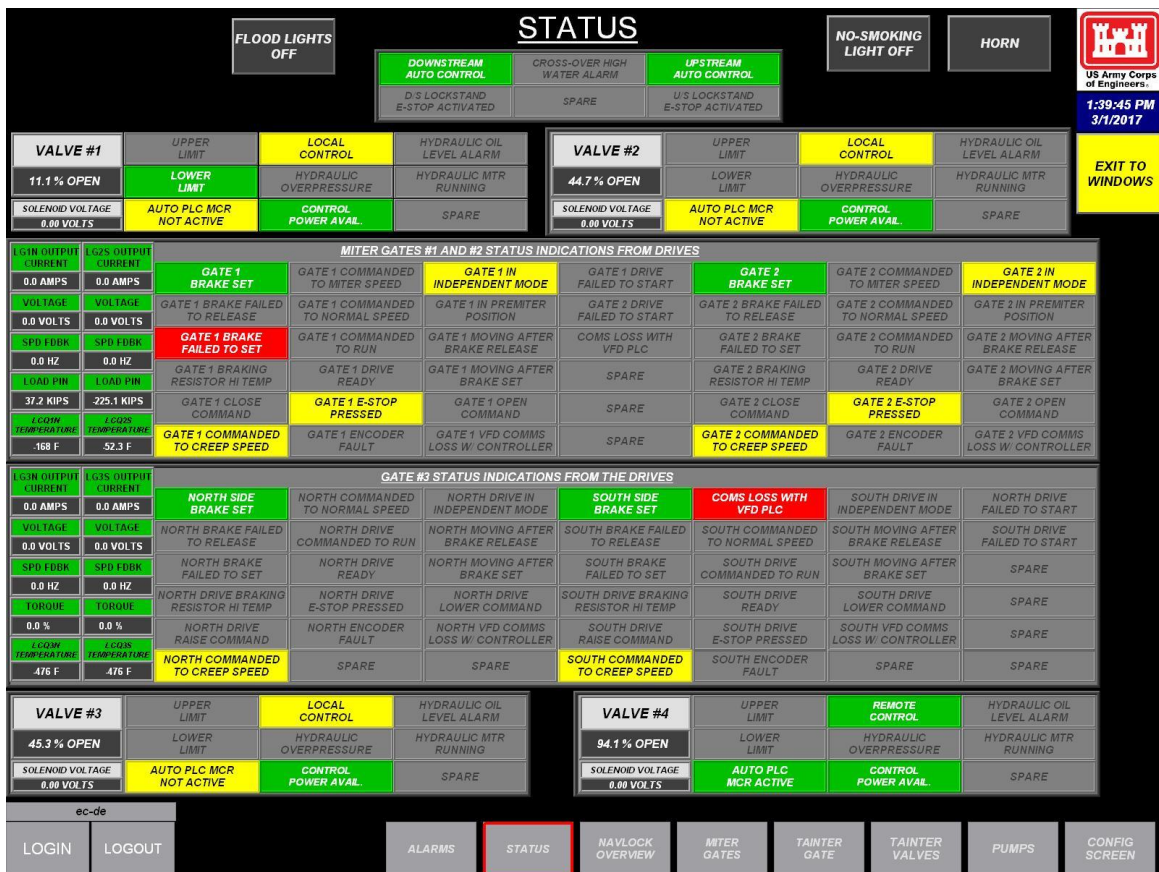 STATUS
FLOOD LIGHTS
OFF
NO-SMOKING
LIGHT OFF
HORN
US Army Corps
of Engineers®
1:39:45 PM
3/1/2017
EXIT TO
WINDOWS
DOWNSTREAM
AUTO CONTROL
CROSS-OVER HIGH
WATER ALARM
UPSTREAM
AUTO CONTROL
D/S LOCKSTAND
E-STOP ACTIVATED
SPARE
U/S LOCKSTAND
E-STOP ACTIVATED
VALVE #1
UPPER
LIMIT
LOCAL
CONTROL
HYDRAULIC OIL
LEVEL ALARM
11.1 % OPEN
LOWER
LIMIT
HYDRAULIC
OVERPRESSURE
HYDRAULIC MTR
RUNNING
SOLENOID VOLTAGE
0.00 VOLTS
AUTO PLC MCR
NOT ACTIVE
CONTROL
POWER AVAIL.
SPARE
VALVE #2
UPPER
LIMIT
LOCAL
CONTROL
HYDRAULIC OIL
LEVEL ALARM
44.7 % OPEN
LOWER
LIMIT
HYDRAULIC
OVERPRESSURE
HYDRAULIC MTR
RUNNING
SOLENOID VOLTAGE
0.00 VOLTS
AUTO PLC MCR
NOT ACTIVE
CONTROL
POWER AVAIL.
SPARE
LG1N OUTPUT
CURRENT
0.0 AMPS
VOLTAGE
0.0 VOLTS
SPD FDBK
0.0 HZ
LOAD PIN
37.2 KIPS
LCQ1N
TEMPERATURE
-168 F
LG2S OUTPUT
CURRENT
0.0 AMPS
VOLTAGE
0.0 VOLTS
SPD FDBK
0.0 HZ
LOAD PIN
-225.1 KIPS
LCQ2S
TEMPERATURE
-52.3 F
MITER GATES #1 AND #2 STATUS INDICATIONS FROM DRIVES
GATE 1
BRAKE SET
GATE 1 COMMANDED
TO MITER SPEED
GATE 1 IN
INDEPENDENT MODE
GATE 1 DRIVE
FAILED TO START
GATE 2
BRAKE SET
GATE 2 COMMANDED
TO MITER SPEED
GATE 2 IN
INDEPENDENT MODE
GATE 1 BRAKE FAILED
TO RELEASE
GATE 1 COMMANDED
TO NORMAL SPEED
GATE 1 IN PREMITER
POSITION
GATE 2 DRIVE
FAILED TO START
GATE 2 BRAKE FAILED
TO RELEASE
GATE 2 COMMANDED
TO NORMAL SPEED
GATE 2 IN PREMITER
POSITION
GATE 1 BRAKE
FAILED TO SET
GATE 1 COMMANDED
TO RUN
GATE 1 MOVING AFTER
BRAKE RELEASE
COMS LOSS WITH
VFD PLC
GATE 2 BRAKE
FAILED TO SET
GATE 2 COMMANDED
TO RUN
GATE 2 MOVING AFTER
BRAKE RELEASE
GATE 1 BRAKING
RESISTOR HI TEMP
GATE 1 DRIVE
READY
GATE 1 MOVING AFTER
BRAKE SET
SPARE
GATE 2 BRAKING
RESISTOR HI TEMP
GATE 2 DRIVE
READY
GATE 2 MOVING AFTER
BRAKE SET
GATE 1 CLOSE
COMMAND
GATE 1 E-STOP
PRESSED
GATE 1 OPEN
COMMAND
SPARE
GATE 2 CLOSE
COMMAND
GATE 2 E-STOP
PRESSED
GATE 2 OPEN
COMMAND
GATE 1 COMMANDED
TO CREEP SPEED
GATE 1 ENCODER
FAULT
GATE 1 VFD COMMS
LOSS W/ CONTROLLER
SPARE
GATE 2 COMMANDED
TO CREEP SPEED
GATE 2 ENCODER
FAULT
GATE 2 VFD COMMS
LOSS W/ CONTROLLER
LG3N OUTPUT
CURRENT
0.0 AMPS
VOLTAGE
0.0 VOLTS
SPD FDBK
0.0 HZ
TORQUE
0.0 %
LCQ3N
TEMPERATURE
-476 F
LG3S OUTPUT
CURRENT
0.0 AMPS
VOLTAGE
0.0 VOLTS
SPD FDBK
0.0 HZ
TORQUE
0.0 %
LCQ3S
TEMPERATURE
-476 F
GATE #3 STATUS INDICATIONS FROM THE DRIVES
NORTH SIDE
BRAKE SET
NORTH COMMANDED
TO NORMAL SPEED
NORTH DRIVE IN
INDEPENDENT MODE
SOUTH SIDE
BRAKE SET
COMS LOSS WITH
VFD PLC
SOUTH DRIVE IN
INDEPENDENT MODE
NORTH DRIVE
FAILED TO START
NORTH BRAKE FAILED
TO RELEASE
NORTH DRIVE
COMMANDED TO RUN
NORTH MOVING AFTER
BRAKE RELEASE
SOUTH BRAKE FAILED
TO RELEASE
SOUTH COMMANDED
TO NORMAL SPEED
SOUTH MOVING AFTER
BRAKE RELEASE
SOUTH DRIVE
FAILED TO START
NORTH BRAKE
FAILED TO SET
NORTH DRIVE
READY
NORTH MOVING AFTER
BRAKE SET
SOUTH BRAKE
FAILED TO SET
SOUTH DRIVE
COMMANDED TO RUN
SOUTH MOVING AFTER
BRAKE SET
SPARE
NORTH DRIVE BRAKING
RESISTOR HI TEMP
NORTH DRIVE
E-STOP PRESSED
NORTH DRIVE
LOWER COMMAND
SOUTH DRIVE BRAKING
RESISTOR HI TEMP
SOUTH DRIVE
READY
SOUTH DRIVE
LOWER COMMAND
SPARE
NORTH DRIVE
RAISE COMMAND
NORTH ENCODER
FAULT
NORTH VFD COMMS
LOSS W/ CONTROLLER
SOUTH DRIVE
RAISE COMMAND
SOUTH DRIVE
E-STOP PRESSED
SOUTH VFD COMMS
LOSS W/ CONTROLLER
SPARE
NORTH COMMANDED
TO CREEP SPEED
SPARE
SPARE
SOUTH COMMANDED
TO CREEP SPEED
SOUTH ENCODER
FAULT
SPARE
SPARE
VALVE #3
UPPER
LIMIT
LOCAL
CONTROL
HYDRAULIC OIL
LEVEL ALARM
45.3 % OPEN
LOWER
LIMIT
HYDRAULIC
OVERPRESSURE
HYDRAULIC MTR
RUNNING
SOLENOID VOLTAGE
0.00 VOLTS
AUTO PLC MCR
NOT ACTIVE
CONTROL
POWER AVAIL.
SPARE
VALVE #4
UPPER
LIMIT
REMOTE
CONTROL
HYDRAULIC OIL
LEVEL ALARM
94.1 % OPEN
LOWER
LIMIT
HYDRAULIC
OVERPRESSURE
HYDRAULIC MTR
RUNNING
SOLENOID VOLTAGE
0.00 VOLTS
AUTO PLC
MCR ACTIVE
CONTROL
POWER AVAIL.
SPARE
ec-de
LOGIN
LOGOUT
ALARMS
STATUS
NAVLOCK
OVERVIEW
MITER
GATES
TAINTER
GATE
TAINTER
VALVES
PUMPS
CONFIG
SCREEN